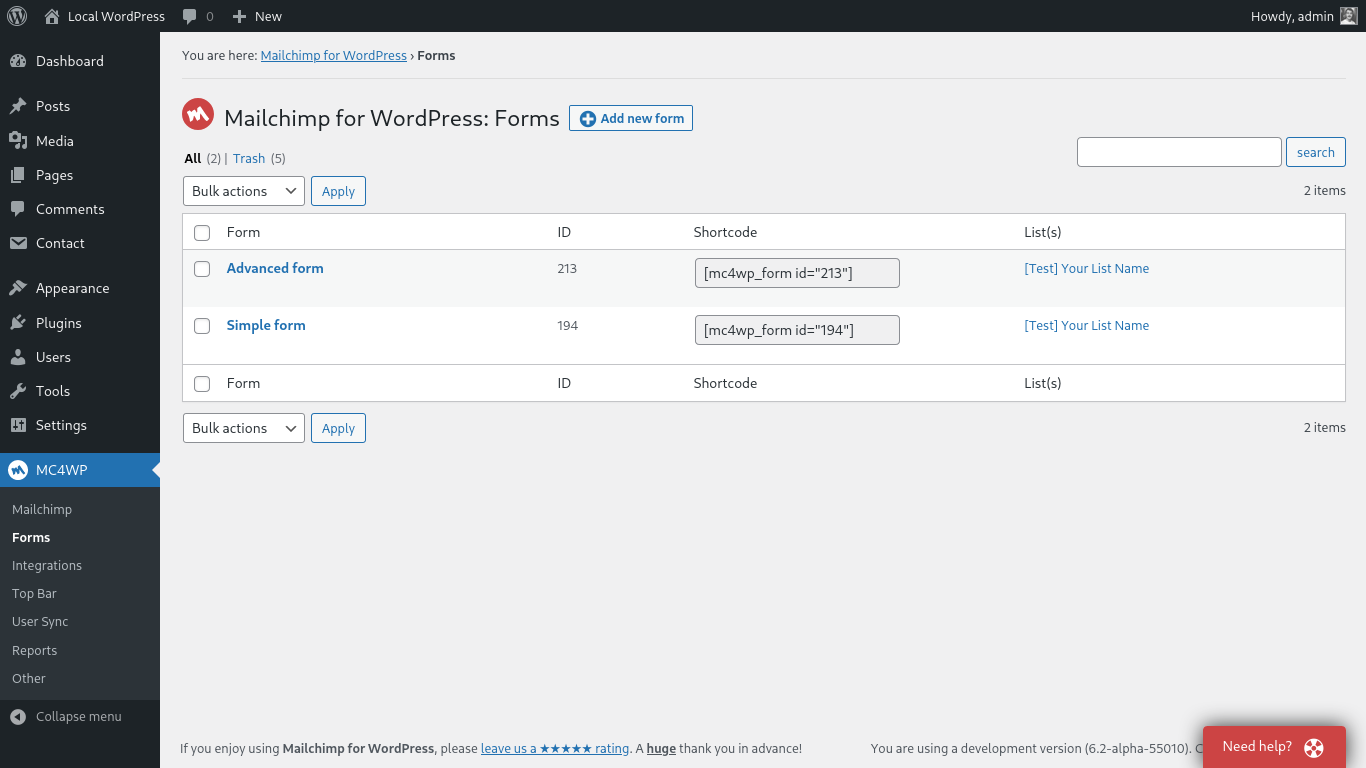 Local WordPress 0 New Howdy, admin
Dashboard
Posts
Media
Pages
Comments
Contact
Appearance
Plugins
Users
Tools
Settings
MC4WP
Mailchimp
Forms
Integrations
Top Bar
User Sync
Reports
Other
Collapse menu
You are here: Mailchimp for WordPress › Forms
Mailchimp for WordPress: Forms Add new form
All (2) | Trash (5)
search
Bulk actions Apply 2 items
Form ID Shortcode List(s)
Advanced form 213 [mc4wp_form id="213"] [Test] Your List Name
Simple form 194 [mc4wp_form id="194"] [Test] Your List Name
Form ID Shortcode List(s)
Bulk actions Apply 2 items
If you enjoy using Mailchimp for WordPress, please leave us a ★★★★★ rating. A huge thank you in advance! You are using a development version (6.2-alpha-55010).
Need help?